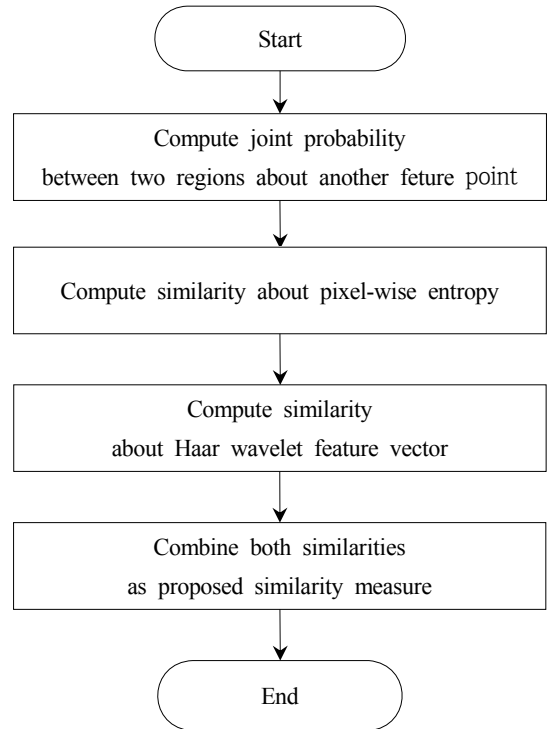 Start
Compute joint probability
between two regions about another feture point
Compute similarity about pixel-wise entropy
Compute similarity
about Haar wavelet feature vector
Combine both similarities
as proposed similarity measure
End